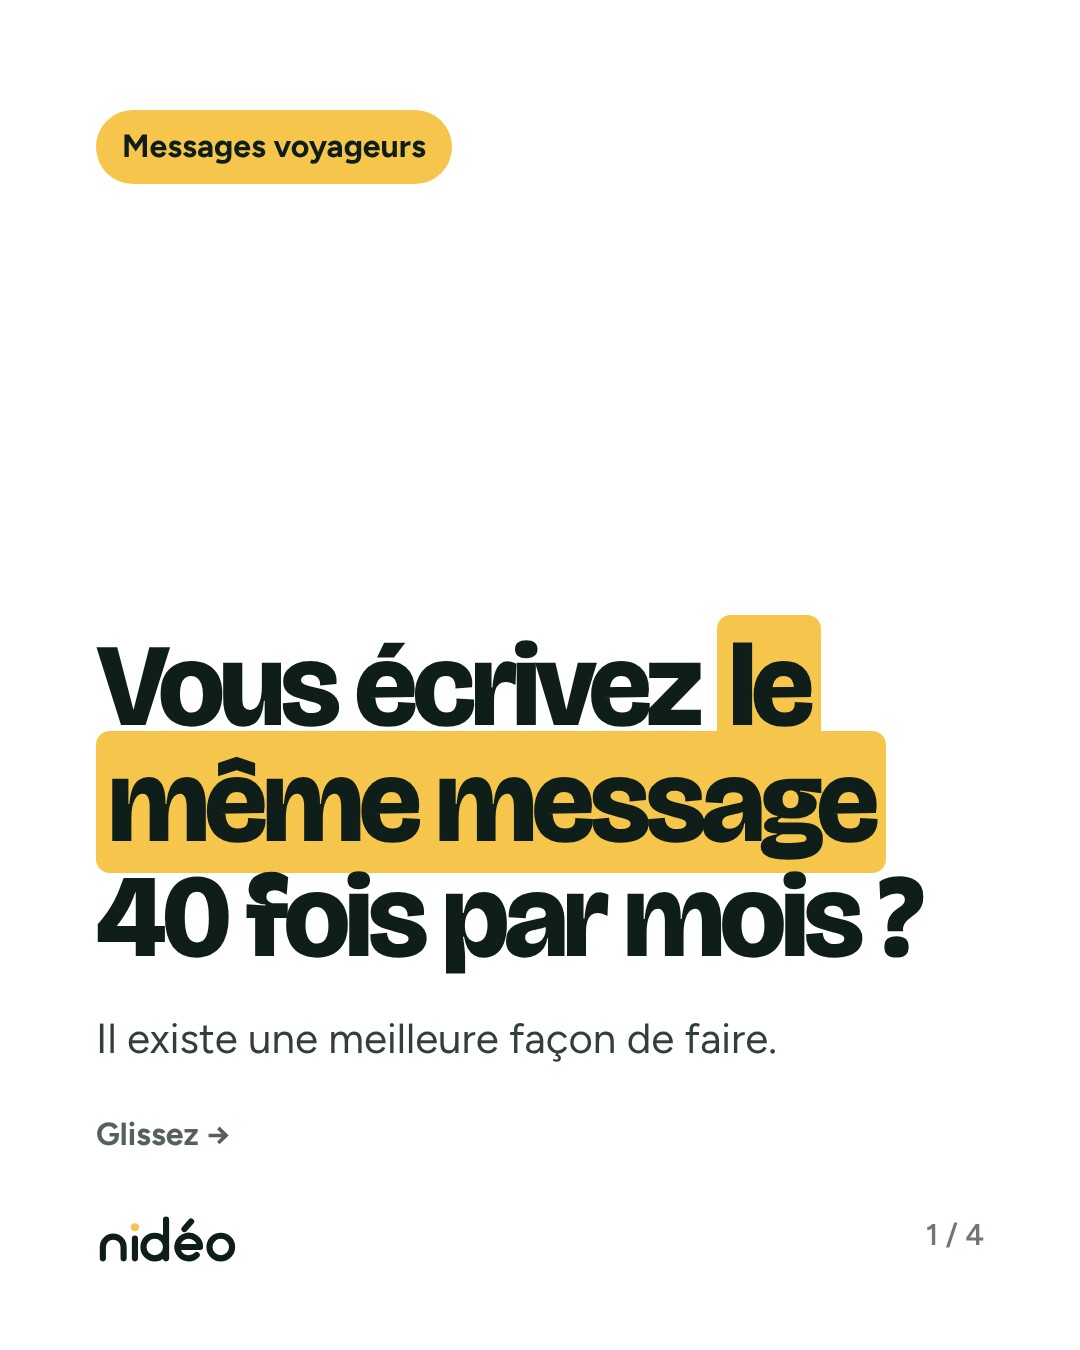 Messages voyageurs
Vous écrivez le
même message
40 fois par mois ?
Il existe une meilleure façon de faire.
Glissez →
nidéo
1 / 4